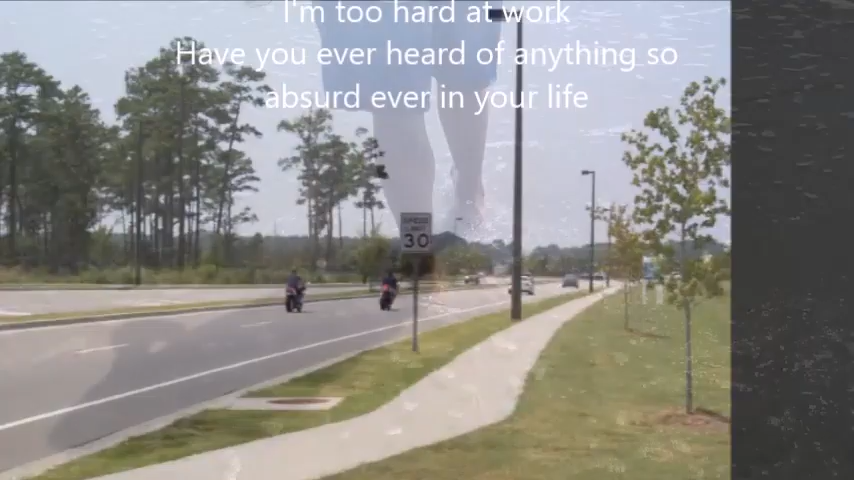 I'm too hard at work
Have you ever heard of anything so
absurd ever in your life
SPEED
LIMIT
30